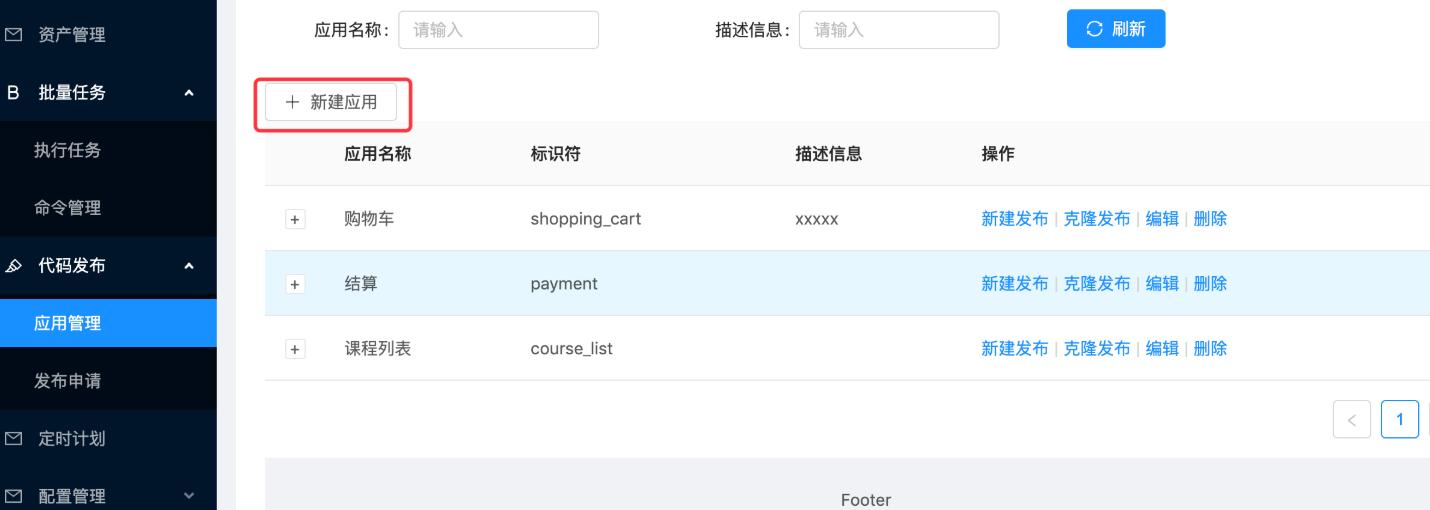 资产管理
B 批量任务
执行任务
命令管理
代码发布
应用管理
发布申请
定时计划
配置管理
应用名称: 请输入 描述信息: 请输入 刷新
+ 新建应用
应用名称 标识符 描述信息 操作
+ 购物车 shopping_cart xxxxx 新建发布 | 克隆发布 | 编辑 | 删除
+ 结算 payment 新建发布 | 克隆发布 | 编辑 | 删除
+ 课程列表 course_list 新建发布 | 克隆发布 | 编辑 | 删除
< 1
Footer